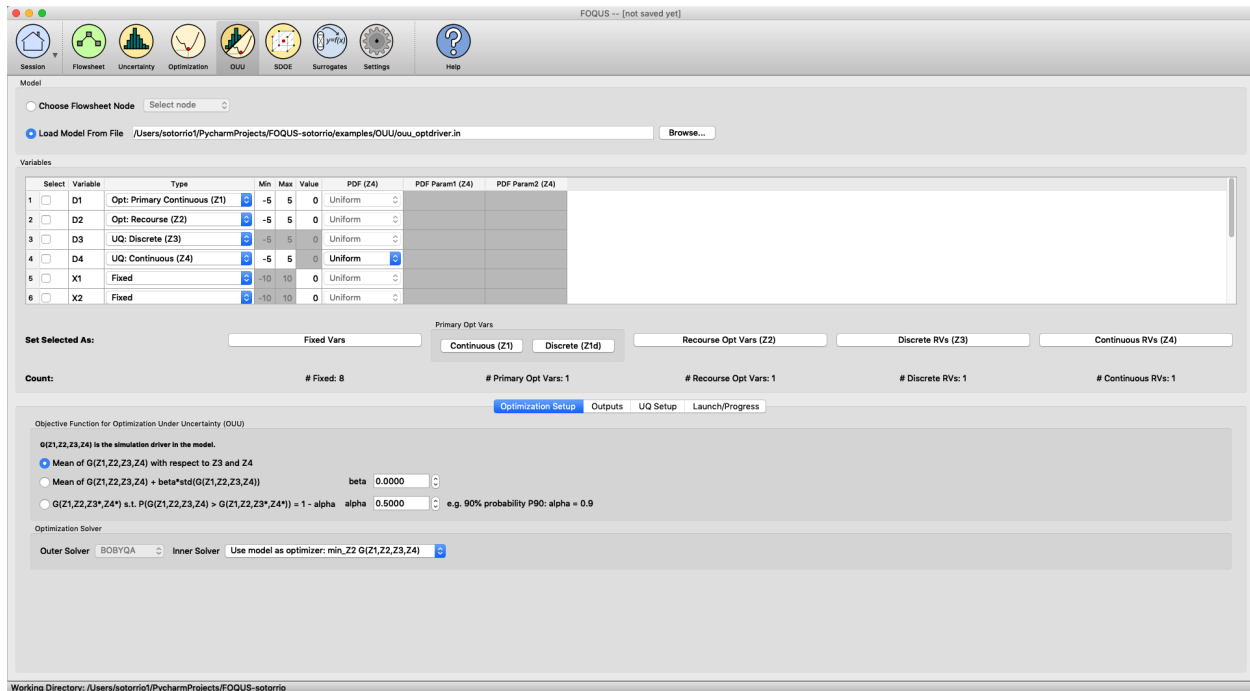 FOQUS -- [not saved yet]
y=f(x)
Session Flowsheet Uncertainty Optimization OUU SDOE Surrogates Settings Help
Model
Choose Flowsheet Node Select node
Load Model From File /Users/sotorrio1/PycharmProjects/FOQUS-sotorrio/examples/OUU/ouu_optdriver.in Browse...
Variables
Select Variable Type Min Max Value PDF (Z4) PDF Param1 (Z4) PDF Param2 (Z4)
1 D1 Opt: Primary Continuous (Z1) -5 5 0 Uniform
2 D2 Opt: Recourse (Z2) -5 5 0 Uniform
3 D3 UQ: Discrete (Z3) -5 5 0 Uniform
4 D4 UQ: Continuous (Z4) -5 5 0 Uniform
5 X1 Fixed -10 10 0 Uniform
6 X2 Fixed -10 10 0 Uniform
Primary Opt Vars
Set Selected As: Fixed Vars Continuous (Z1) Discrete (Z1d) Recourse Opt Vars (Z2) Discrete RVs (Z3) Continuous RVs (Z4)
Count: # Fixed: 8 # Primary Opt Vars: 1 # Recourse Opt Vars: 1 # Discrete RVs: 1 # Continuous RVs: 1
Optimization Setup Outputs UQ Setup Launch/Progress
Objective Function for Optimization Under Uncertainty (OUU)
G(Z1,Z2,Z3,Z4) is the simulation driver in the model.
Mean of G(Z1,Z2,Z3,Z4) with respect to Z3 and Z4
Mean of G(Z1,Z2,Z3,Z4) + beta*std(G(Z1,Z2,Z3,Z4)) beta 0.0000
G(Z1,Z2,Z3*,Z4*) s.t. P(G(Z1,Z2,Z3,Z4) > G(Z1,Z2,Z3*,Z4*)) = 1 - alpha alpha 0.5000 e.g. 90% probability P90: alpha = 0.9
Optimization Solver
Outer Solver BOBYQA Inner Solver Use model as optimizer: min_Z2 G(Z1,Z2,Z3,Z4)
Working Directory: /Users/sotorrio1/PycharmProjects/FOQUS-sotorrio